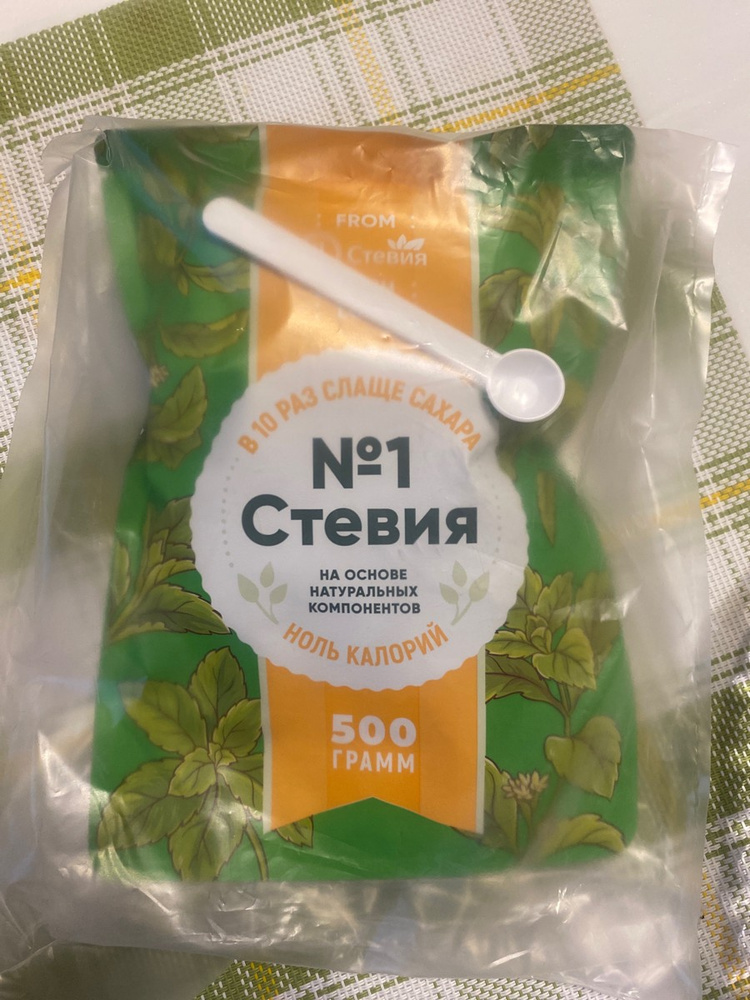 FROM
Стевия
В 10 РАЗ СЛАЩЕ САХАРА
№1
Стевия
НА ОСНОВЕ
НАТУРАЛЬНЫХ
КОМПОНЕНТОВ
НОЛЬ КАЛОРИЙ
500
ГРАММ